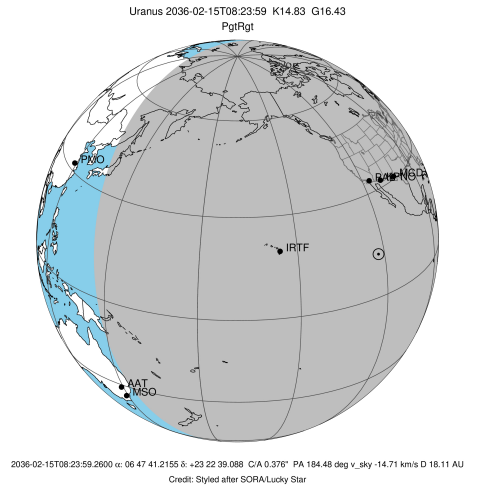 Uranus 2036-02-15T08:23:59 K14.83 G16.43
PgtRgt
PMO
IRTF
AAT
MSO
2036-02-15T08:23:59.2600 α: 06 47 41.2155 δ: +23 22 39.088 C/A 0.376" PA 184.48 deg v_sky -14.71 km/s D 18.11 AU
Credit: Styled after SORA/Lucky Star